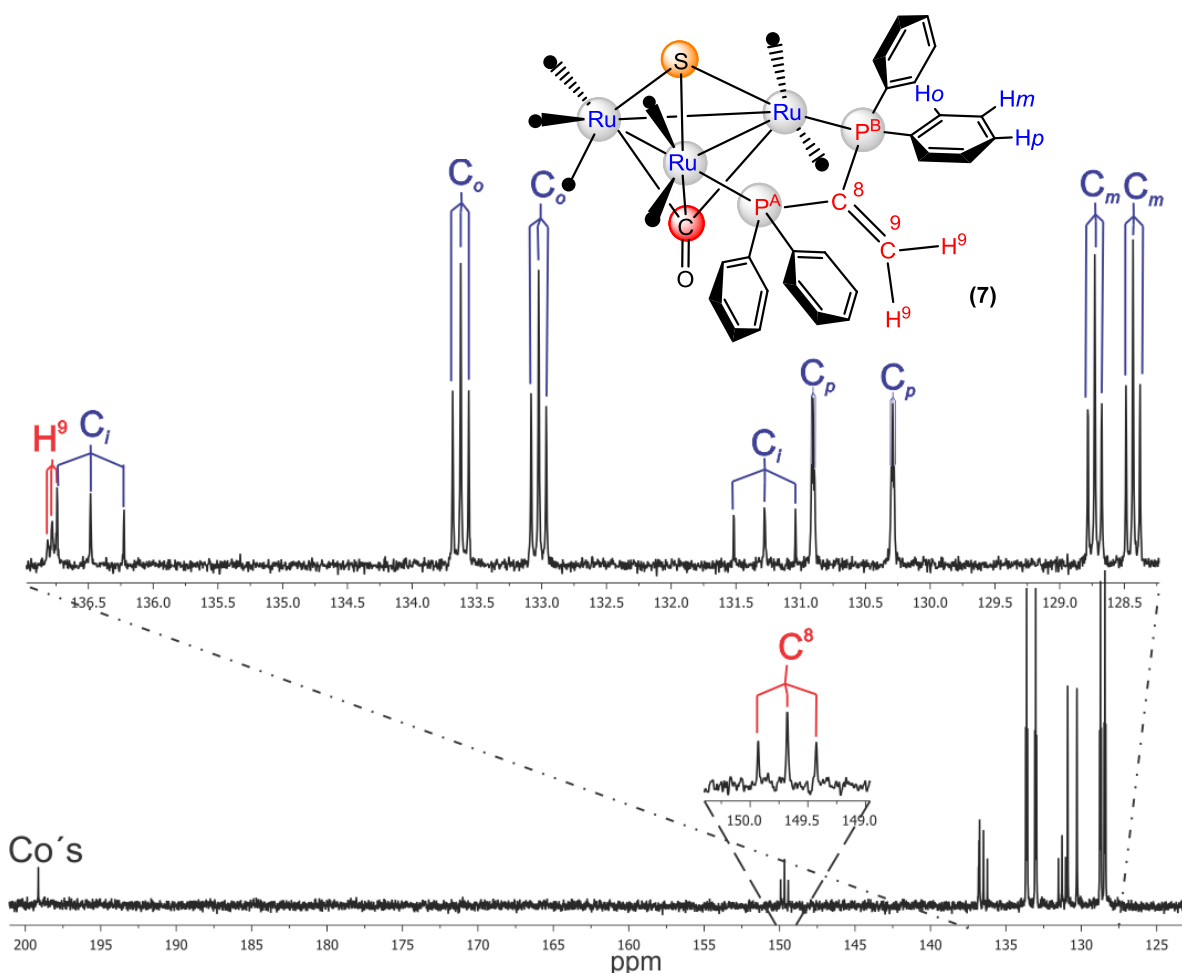 S
Ru
Ru
Ru
P^B
P^A
Ho
Hm
Hp
8
C
9
C
H^9
H^9
C
O
(7)
C_o
C_o
C_m
C_m
C_p
C_p
H^9
C_i
C_i
136.5 136.0 135.5 135.0 134.5 134.0 133.5 133.0 132.5 132.0 131.5 131.0 130.5 130.0 129.5 129.0 128.5
C^8
150.0 149.5 149.0
Co´s
200 195 190 185 180 175 170 165 160 155 150 145 140 135 130 125
ppm